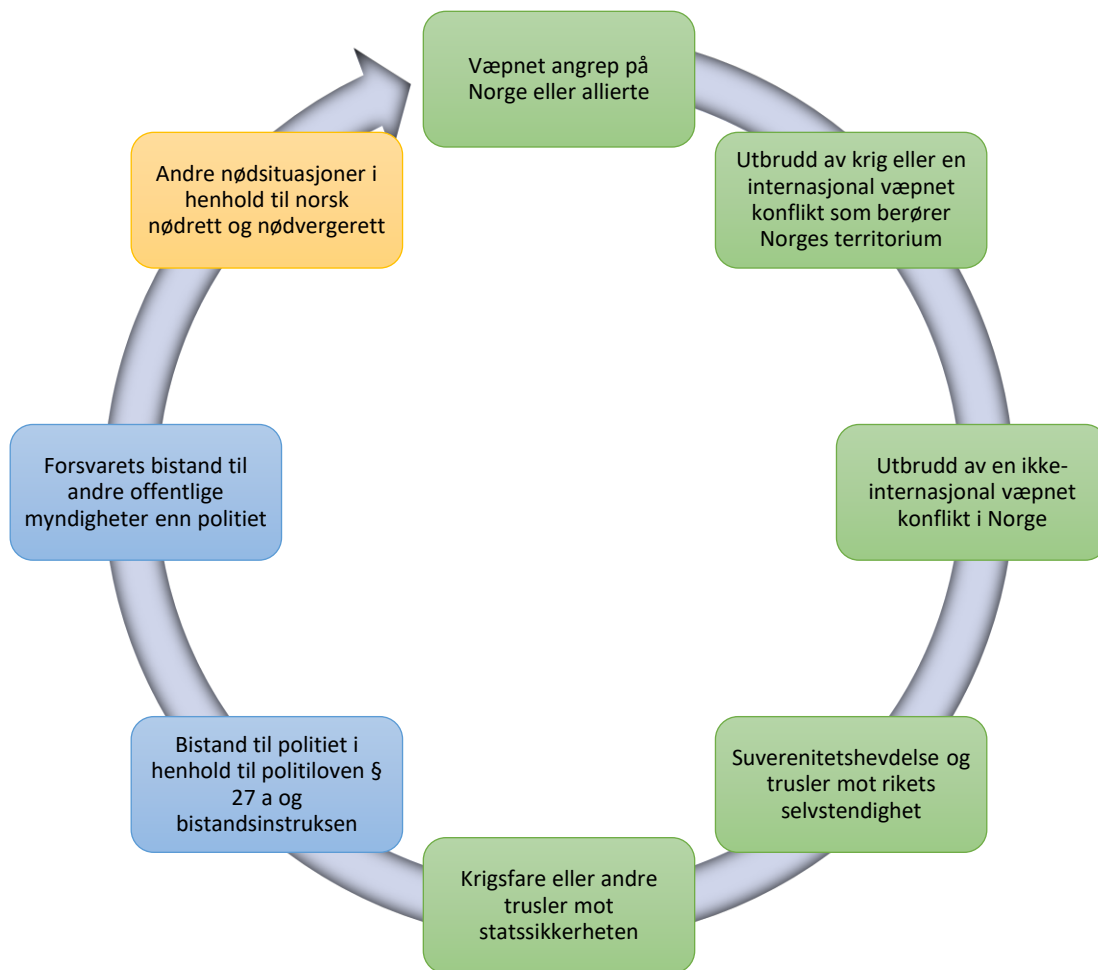 Væpnet angrep på
Norge eller allierte
Utbrudd av krig eller en
internasjonal væpnet
konflikt som berører
Norges territorium
Utbrudd av en ikke-
internasjonal væpnet
konflikt i Norge
Suverenitetshevdelse og
trusler mot rikets
selvstendighet
Krigsfare eller andre
trusler mot
statssikkerheten
Bistand til politiet i
henhold til politiloven §
27 a og
bistandsinstruksen
Forsvarets bistand til
andre offentlige
myndigheter enn politiet
Andre nødsituasjoner i
henhold til norsk
nødrett og nødvergerett